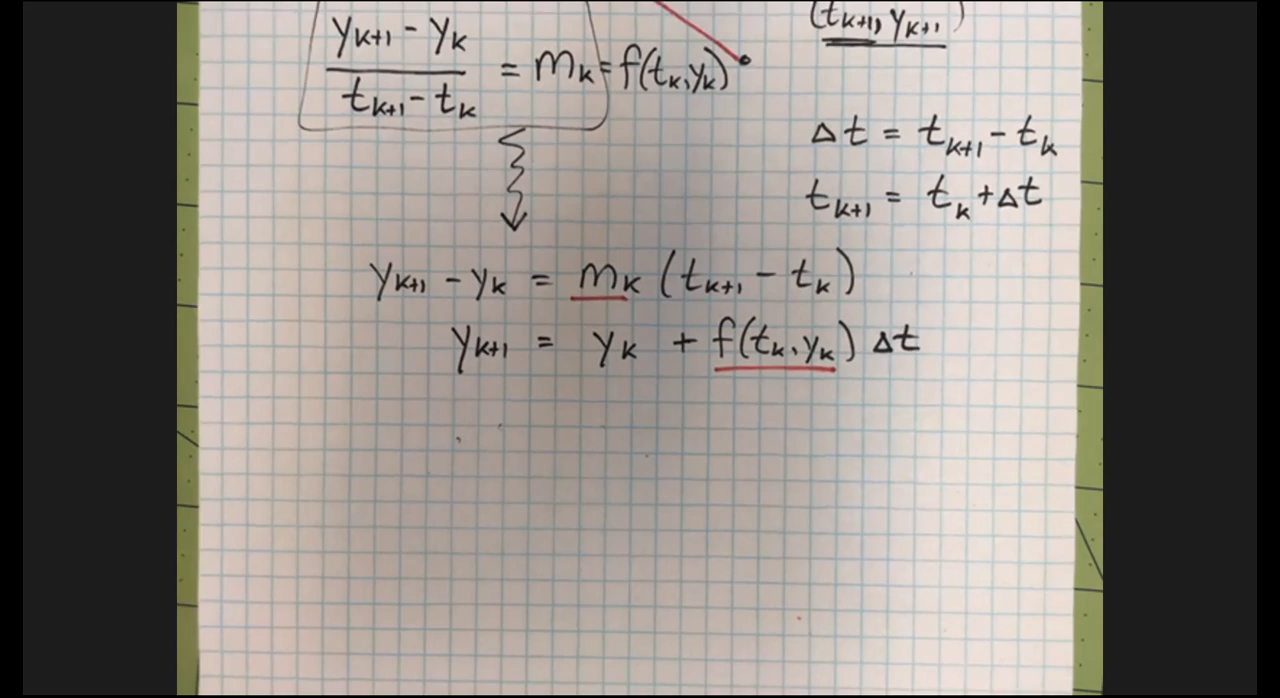 (t_{k+1}, y_{k+1})
\frac{y_{k+1} - y_k}{t_{k+1} - t_k} = m_k = f(t_k, y_k)
Δt = t_{k+1} - t_k
t_{k+1} = t_k + Δt
y_{k+1} - y_k = m_k (t_{k+1} - t_k)
y_{k+1} = y_k + f(t_k, y_k) Δt